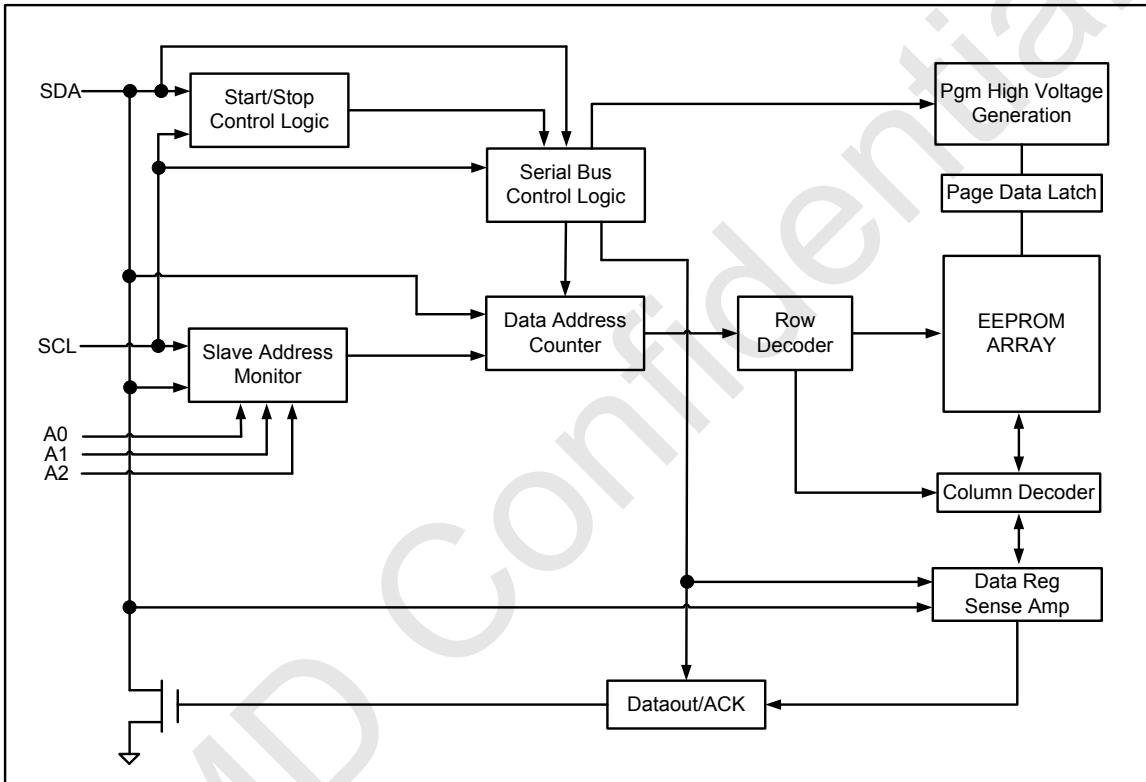 SDA
Start/Stop
Control Logic
Pgm High Voltage
Generation
Serial Bus
Control Logic
Page Data Latch
Data Address
Counter
Row
Decoder
EEPROM
ARRAY
SCL
Slave Address
Monitor
A0
A1
A2
Column Decoder
Data Reg
Sense Amp
Dataout/ACK
MD Confidential